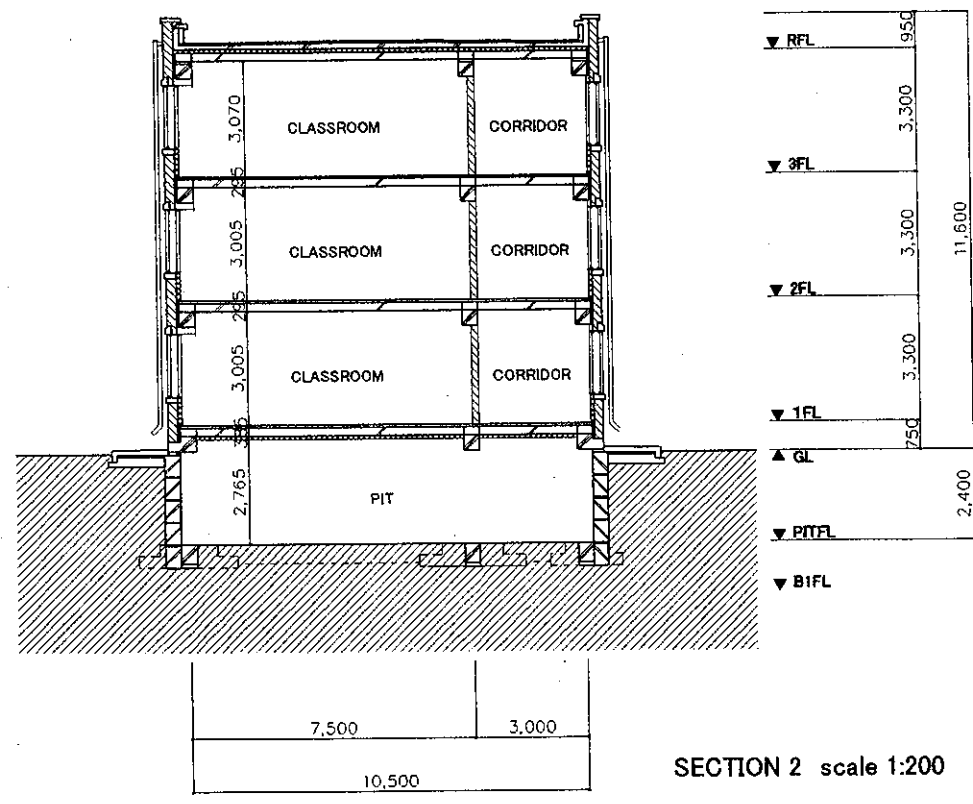 950
▼ RFL
3,070
CLASSROOM
CORRIDOR
3,300
295
▼ 3FL
3,005
CLASSROOM
CORRIDOR
3,300
11,600
295
▼ 2FL
3,005
CLASSROOM
CORRIDOR
3,300
▼ 1FL
750
▲ GL
2,765
PIT
2,400
▼ PITFL
▼ B1FL
7,500
3,000
10,500
SECTION 2 scale 1:200